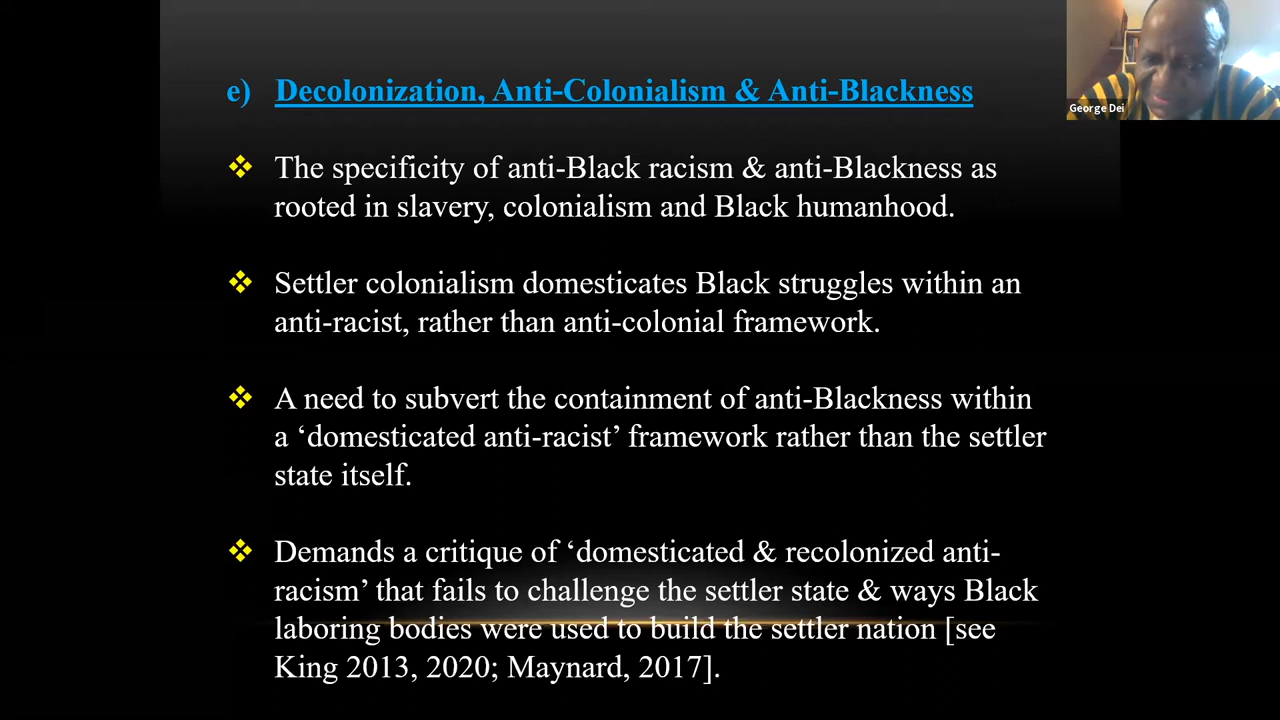 e) Decolonization, Anti-Colonialism & Anti-Blackness
George Dei
❖ The specificity of anti-Black racism & anti-Blackness as
rooted in slavery, colonialism and Black humanhood.
❖ Settler colonialism domesticates Black struggles within an
anti-racist, rather than anti-colonial framework.
❖ A need to subvert the containment of anti-Blackness within
a ‘domesticated anti-racist’ framework rather than the settler
state itself.
❖ Demands a critique of ‘domesticated & recolonized anti-
racism’ that fails to challenge the settler state & ways Black
laboring bodies were used to build the settler nation [see
King 2013, 2020; Maynard, 2017].